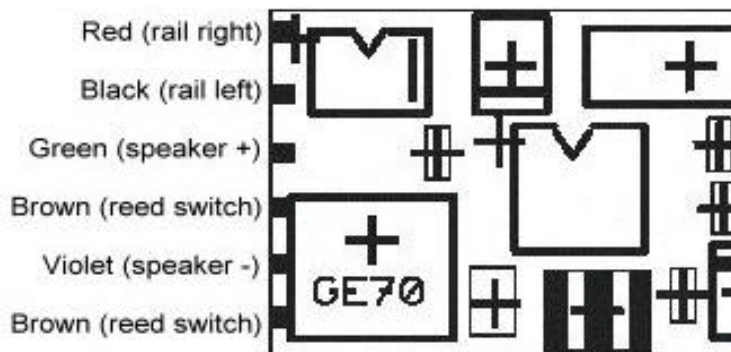 Red (rail right)
Black (rail left)
Green (speaker +)
Brown (reed switch)
Violet (speaker -)
GE70
Brown (reed switch)